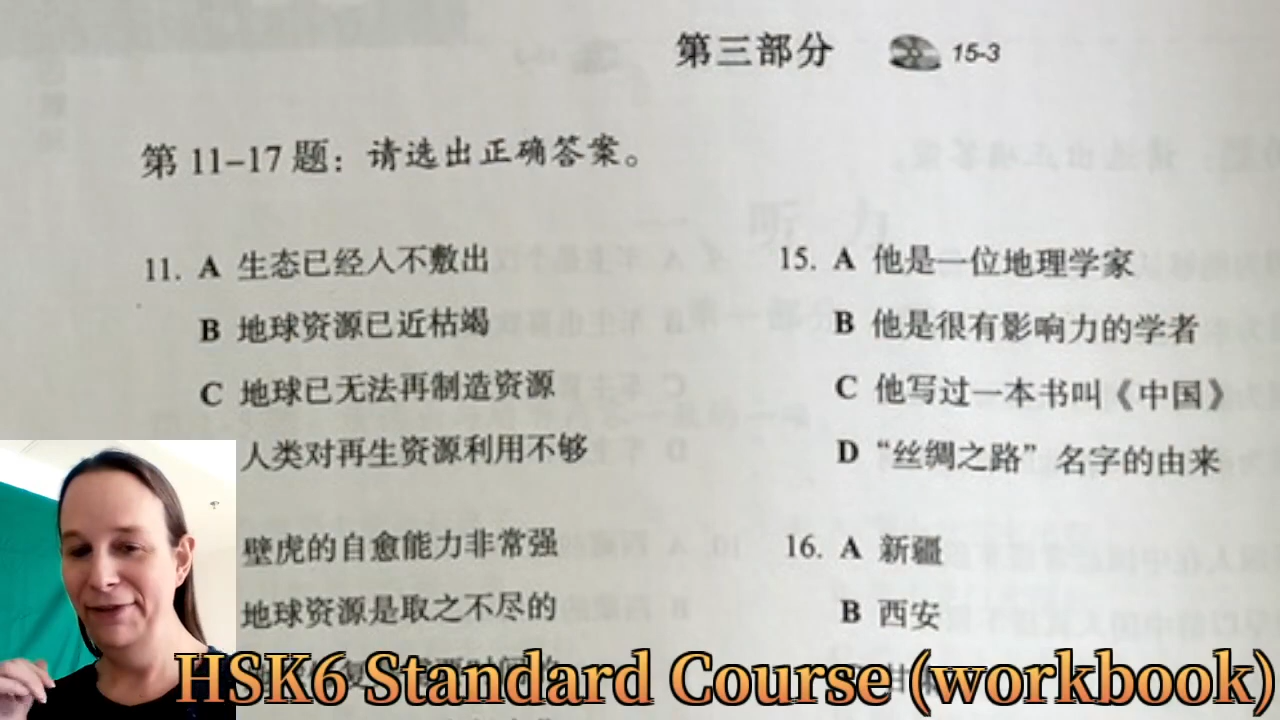 第三部分 15-3
第 11–17 题：请选出正确答案。
11. A 生态已经入不敷出
B 地球资源已近枯竭
C 地球已无法再制造资源
人类对再生资源利用不够
壁虎的自愈能力非常强
地球资源是取之不尽的
15. A 他是一位地理学家
B 他是很有影响力的学者
C 他写过一本书叫《中国》
D “丝绸之路”名字的由来
16. A 新疆
B 西安
HSK6 Standard Course (workbook)